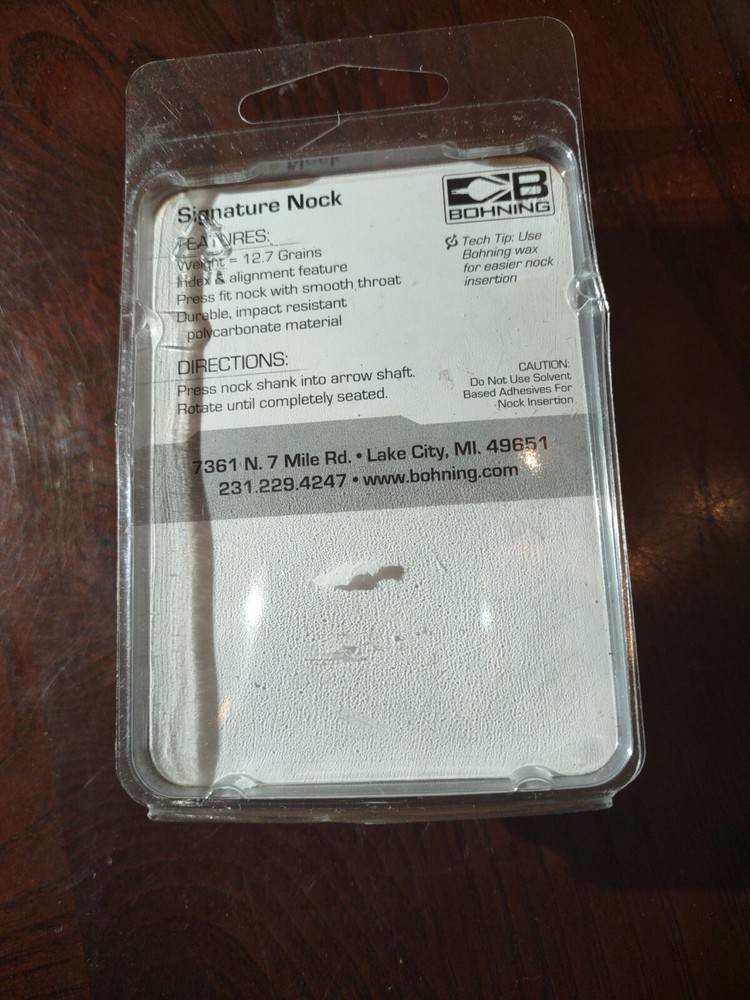 Signature Nock
FEATURES:
Weight = 12.7 Grains
Index & alignment feature
Press fit nock with smooth throat
Durable, impact resistant
polycarbonate material
DIRECTIONS:
Press nock shank into arrow shaft.
Rotate until completely seated.
B
BOHNING
Tech Tip: Use
Bohning wax
for easier nock
insertion
CAUTION:
Do Not Use Solvent
Based Adhesives For
Nock Insertion
7361 N. 7 Mile Rd. • Lake City, MI. 49651
231.229.4247 • www.bohning.com